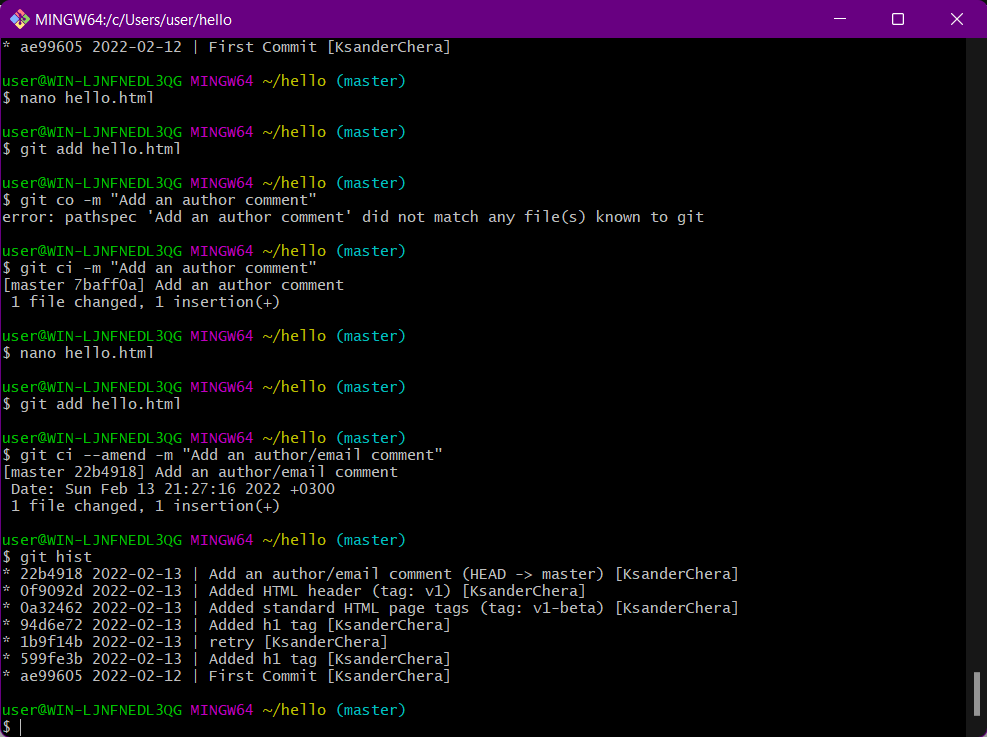 MINGW64:/c/Users/user/hello
* ae99605 2022-02-12 | First Commit [KsanderChera]
user@WIN-LJNFNEDL3QG MINGW64 ~/hello (master)
$ nano hello.html
user@WIN-LJNFNEDL3QG MINGW64 ~/hello (master)
$ git add hello.html
user@WIN-LJNFNEDL3QG MINGW64 ~/hello (master)
$ git co -m "Add an author comment"
error: pathspec 'Add an author comment' did not match any file(s) known to git
user@WIN-LJNFNEDL3QG MINGW64 ~/hello (master)
$ git ci -m "Add an author comment"
[master 7baff0a] Add an author comment
 1 file changed, 1 insertion(+)
user@WIN-LJNFNEDL3QG MINGW64 ~/hello (master)
$ nano hello.html
user@WIN-LJNFNEDL3QG MINGW64 ~/hello (master)
$ git add hello.html
user@WIN-LJNFNEDL3QG MINGW64 ~/hello (master)
$ git ci --amend -m "Add an author/email comment"
[master 22b4918] Add an author/email comment
 Date: Sun Feb 13 21:27:16 2022 +0300
 1 file changed, 1 insertion(+)
user@WIN-LJNFNEDL3QG MINGW64 ~/hello (master)
$ git hist
* 22b4918 2022-02-13 | Add an author/email comment (HEAD -> master) [KsanderChera]
* 0f9092d 2022-02-13 | Added HTML header (tag: v1) [KsanderChera]
* 0a32462 2022-02-13 | Added standard HTML page tags (tag: v1-beta) [KsanderChera]
* 94d6e72 2022-02-13 | Added h1 tag [KsanderChera]
* 1b9f14b 2022-02-13 | retry [KsanderChera]
* 599fe3b 2022-02-13 | Added h1 tag [KsanderChera]
* ae99605 2022-02-12 | First Commit [KsanderChera]
user@WIN-LJNFNEDL3QG MINGW64 ~/hello (master)
$